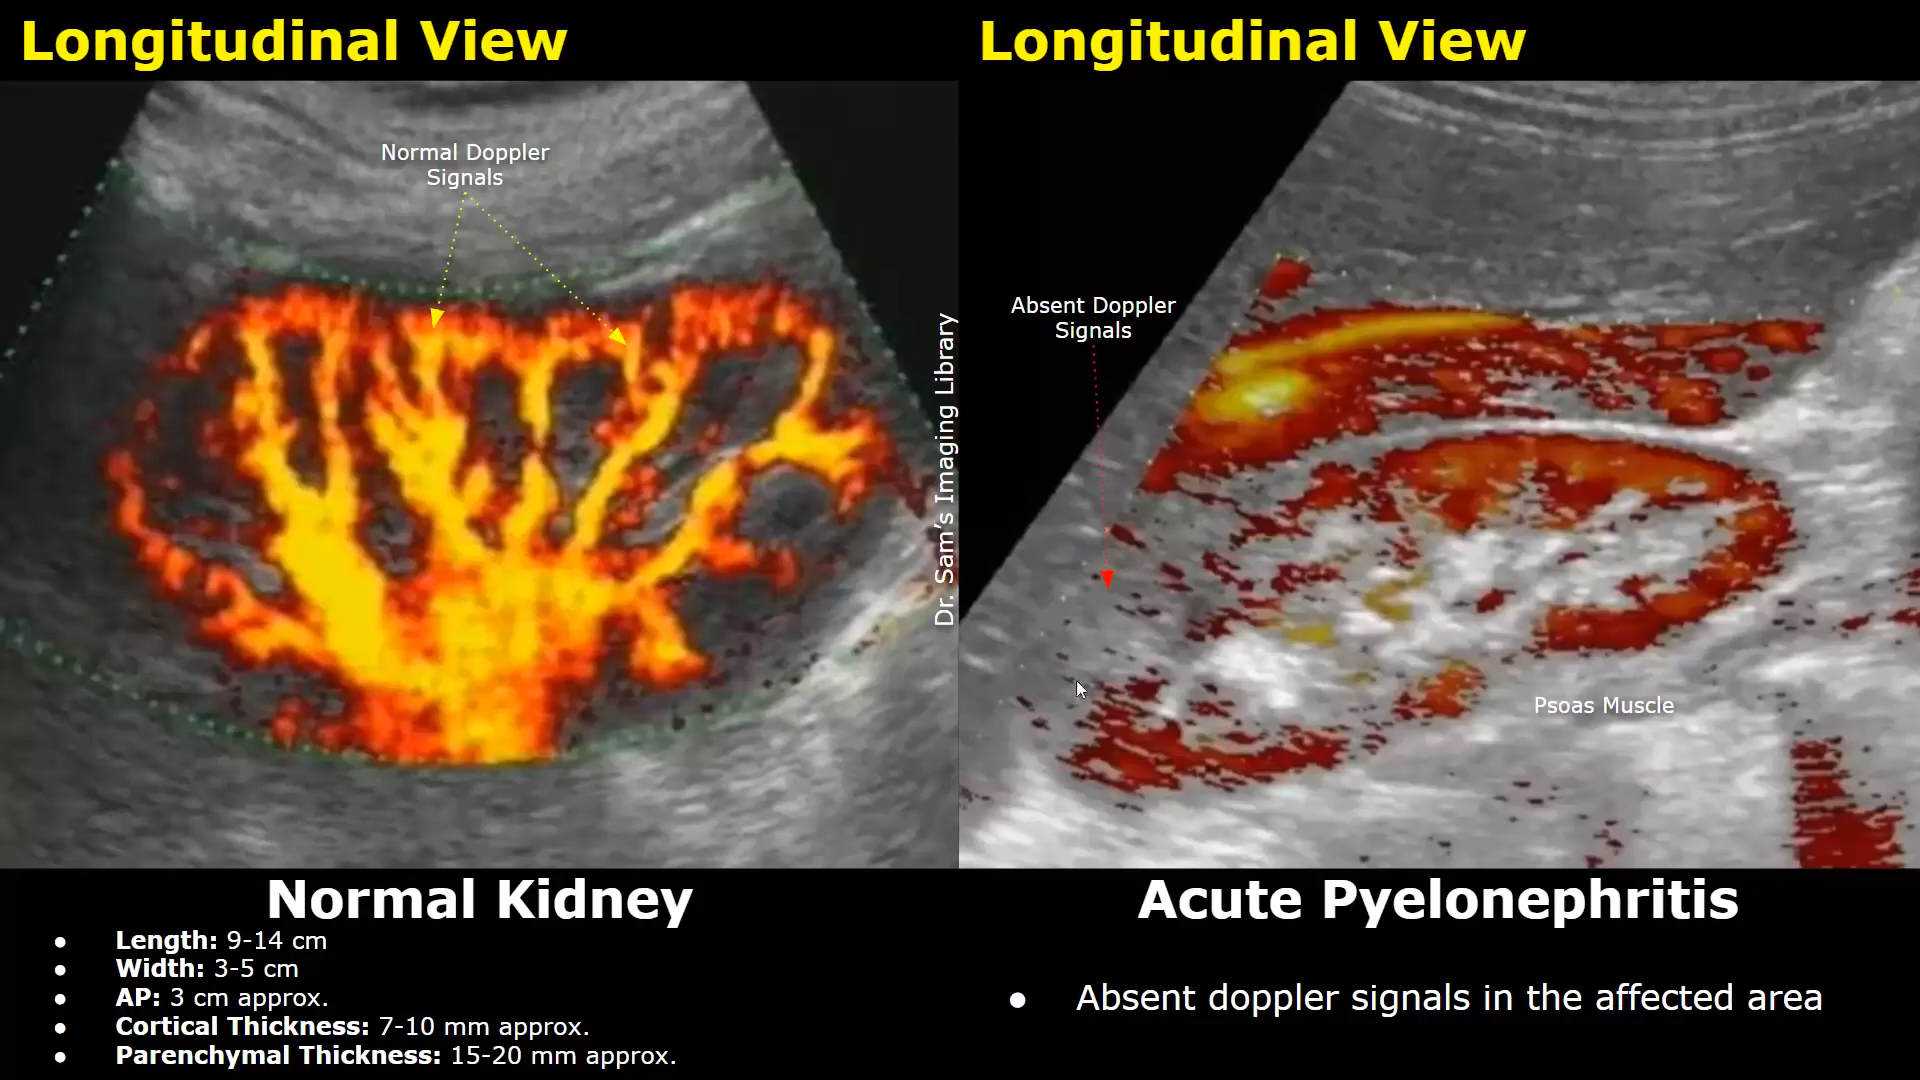 Longitudinal View
Normal Doppler
Signals
Dr. Sam's Imaging Library
Normal Kidney
● Length: 9-14 cm
● Width: 3-5 cm
● AP: 3 cm approx.
● Cortical Thickness: 7-10 mm approx.
● Parenchymal Thickness: 15-20 mm approx.
Longitudinal View
Absent Doppler
Signals
Psoas Muscle
Acute Pyelonephritis
● Absent doppler signals in the affected area